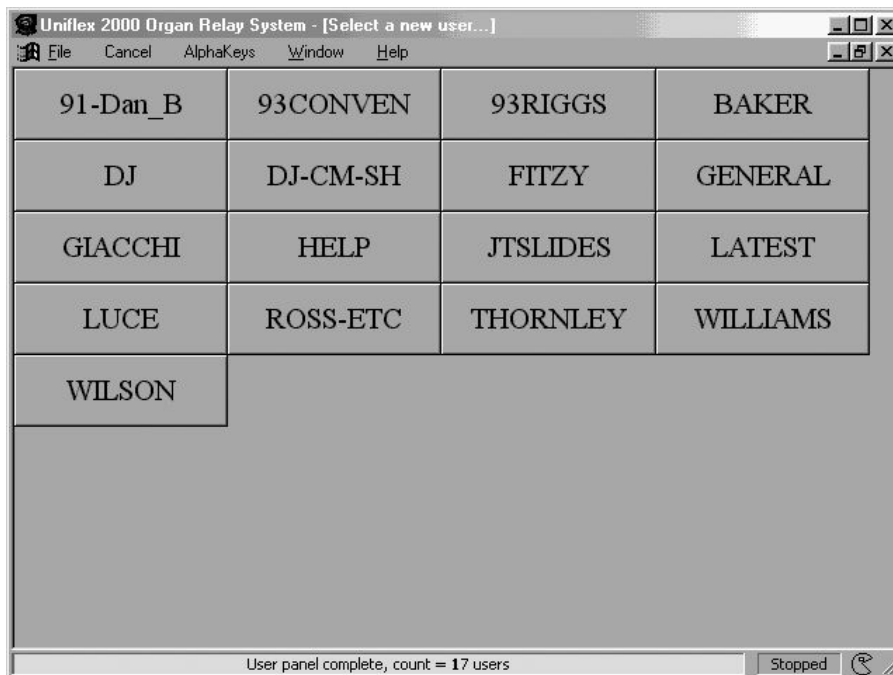 Uniflex 2000 Organ Relay System - [Select a new user...]
File Cancel AlphaKeys Window Help
91-Dan_B 93CONVEN 93RIGGS BAKER
DJ DJ-CM-SH FITZY GENERAL
GIACCHI HELP JTSLIDES LATEST
LUCE ROSS-ETC THORNLEY WILLIAMS
WILSON
User panel complete, count = 17 users Stopped